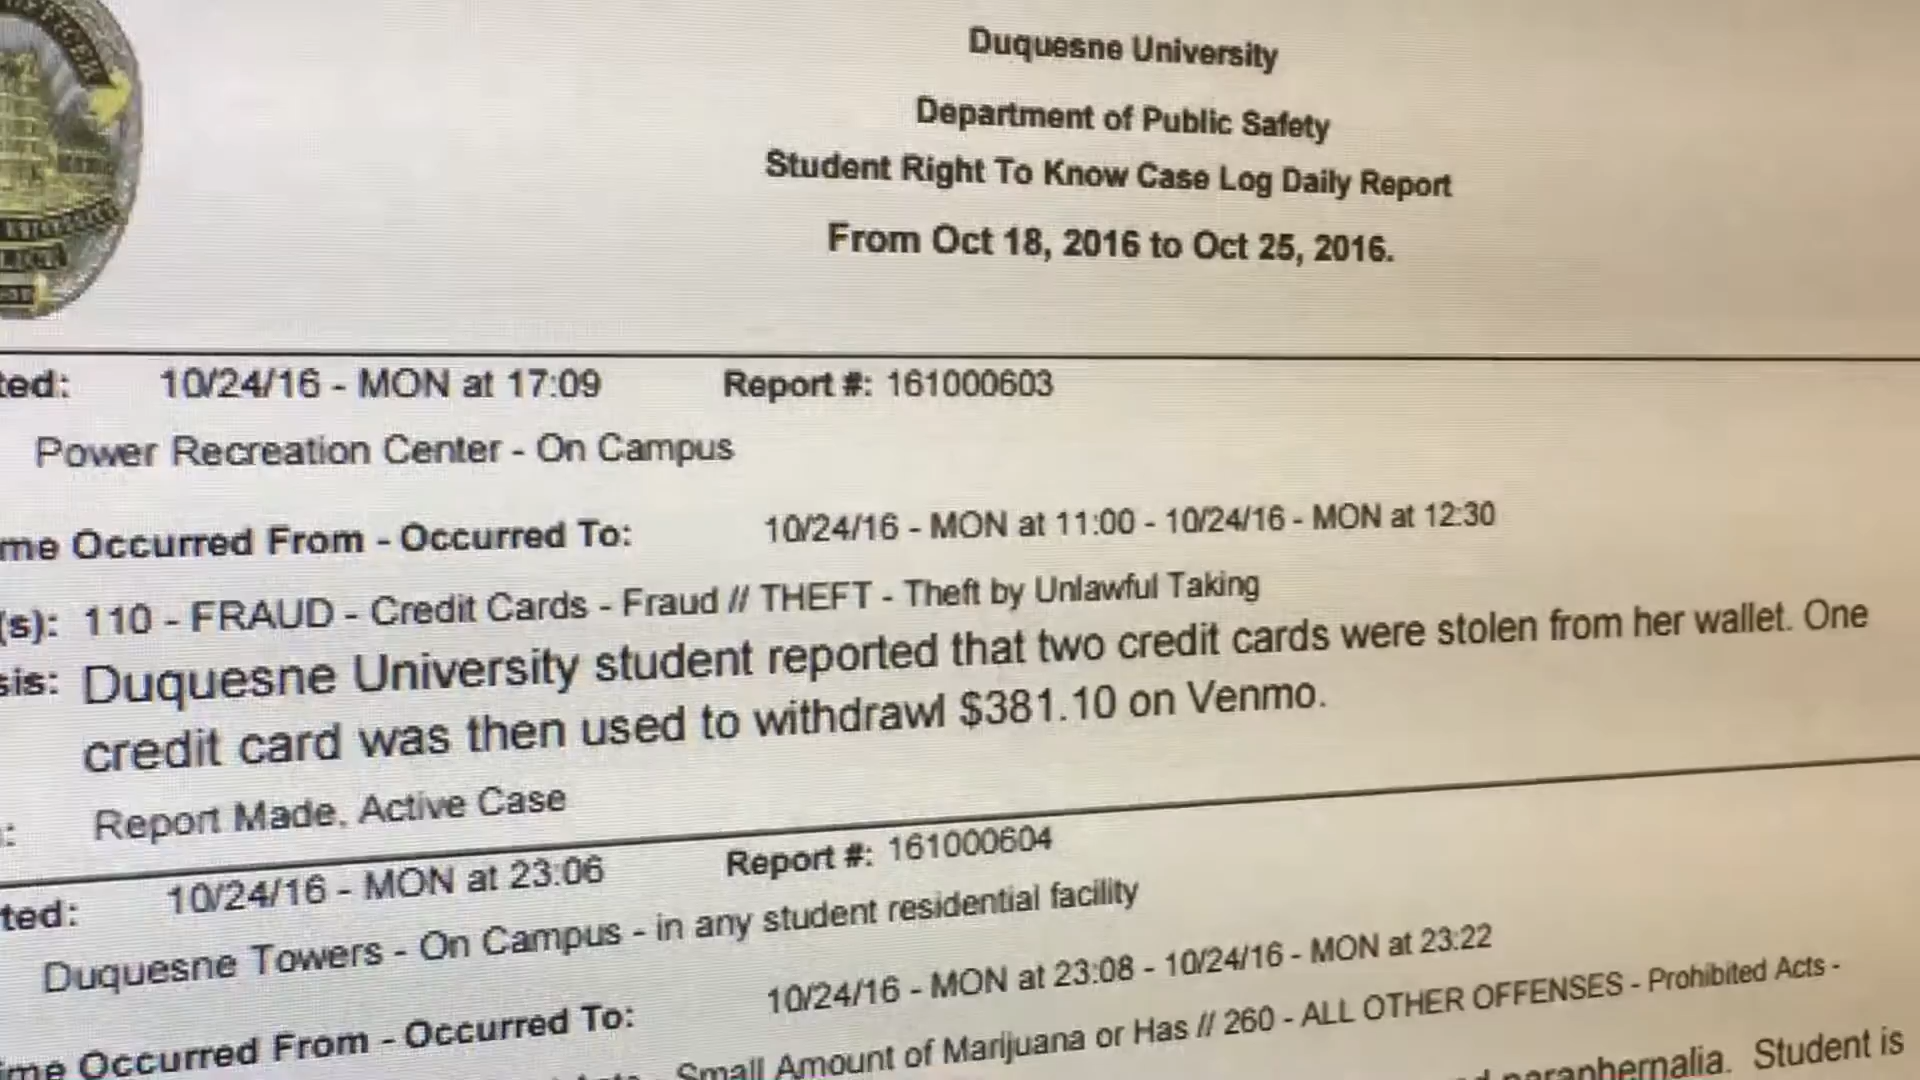 Duquesne University
Department of Public Safety
Student Right To Know Case Log Daily Report
From Oct 18, 2016 to Oct 25, 2016.
ted: 10/24/16 - MON at 17:09 Report #: 161000603
Power Recreation Center - On Campus
me Occurred From - Occurred To: 10/24/16 - MON at 11:00 - 10/24/16 - MON at 12:30
(s): 110 - FRAUD - Credit Cards - Fraud // THEFT - Theft by Unlawful Taking
sis: Duquesne University student reported that two credit cards were stolen from her wallet. One
credit card was then used to withdrawl $381.10 on Venmo.
: Report Made, Active Case
ted: 10/24/16 - MON at 23:06 Report #: 161000604
Duquesne Towers - On Campus - in any student residential facility
ime Occurred From - Occurred To: 10/24/16 - MON at 23:08 - 10/24/16 - MON at 23:22
Small Amount of Marijuana or Has // 260 - ALL OTHER OFFENSES - Prohibited Acts -
paraphernalia. Student is